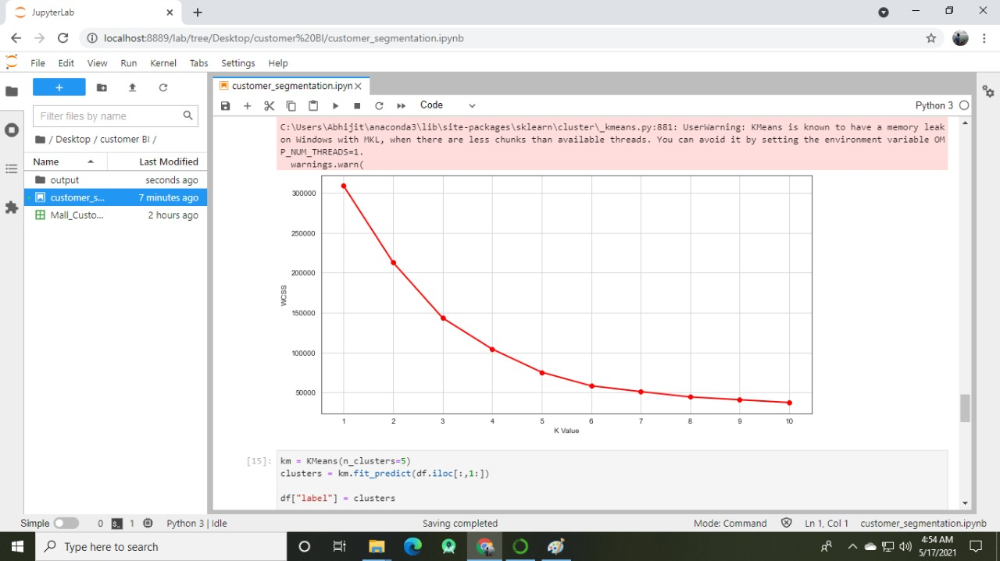 JupyterLab
localhost:8889/lab/tree/Desktop/customer%20BI/customer_segmentation.ipynb
File Edit View Run Kernel Tabs Settings Help
customer_segmentation.ipyn
Code
Python 3
Filter files by name
/ Desktop / customer BI /
Name Last Modified
output seconds ago
customer_s... 7 minutes ago
Mall_Custo... 2 hours ago
C:\Users\Abhijit\anaconda3\lib\site-packages\sklearn\cluster\_kmeans.py:881: UserWarning: KMeans is known to have a memory leak
on Windows with MKL, when there are less chunks than available threads. You can avoid it by setting the environment variable OM
P_NUM_THREADS=1.
warnings.warn(
300000
250000
200000
150000
100000
50000
WCSS
1 2 3 4 5 6 7 8 9 10
K Value
[15]: km = KMeans(n_clusters=5)
clusters = km.fit_predict(df.iloc[:,1:])
df["label"] = clusters
Simple 0 $_ 1 Python 3 | Idle Saving completed Mode: Command Ln 1, Col 1 customer_segmentation.ipynb
Type here to search
4:54 AM
5/17/2021